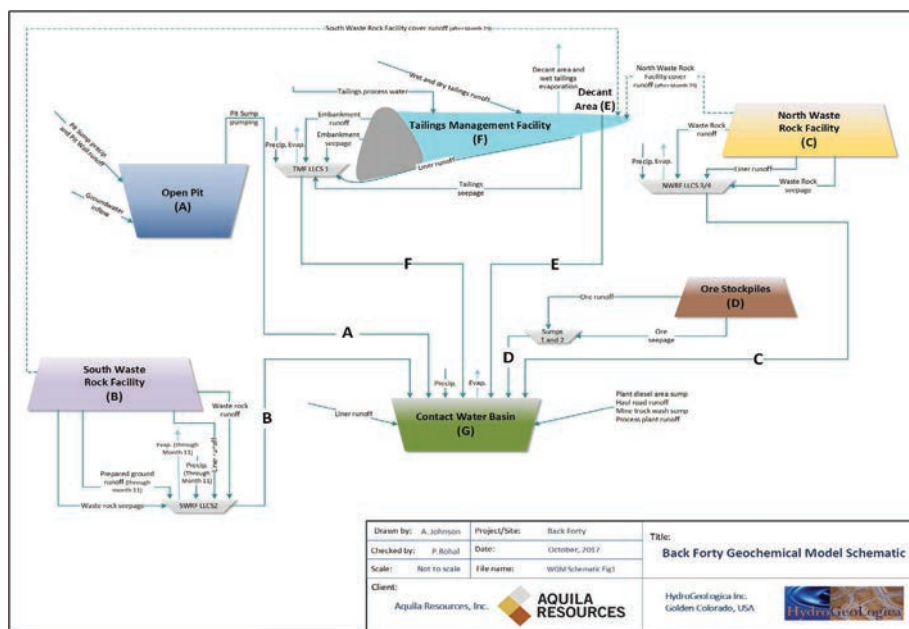 South Waste Rock Facility cover runoff (after Month 79)
Wet and dry tailings runoff
Decant area and
wet tailings
evaporation
Tailings process water
Decant
Area (E)
North Waste Rock
Facility cover
runoff (after Month 79)
Pit Sump
pumping
Pit Sump precip
and Pit Wall runoff
Embankment
runoff
Embankment
seepage
Tailings Management Facility
(F)
Waste Rock
runoff
North Waste
Rock Facility
(C)
Precip.
Evap.
TMF LLCS 1
Liner runoff
Precip.
Evap.
Liner runoff
NWRF LLCS 3/4
Waste Rock
seepage
Open Pit
(A)
Groundwater
inflow
Tailings
seepage
F
E
Ore Stockpiles
(D)
Ore runoff
Sumps
1 and 2
Ore
seepage
A
D
C
South Waste
Rock Facility
(B)
Waste rock
runoff
B
Precip.
Evap.
Liner runoff
Contact Water Basin
(G)
Plant diesel area sump
Haul road runoff
Mine truck wash sump
Process plant runoff
Evap. (through
Month 11)
Precip.
(through
Month 11)
Liner runoff
Prepared ground
runoff (through
month 11)
Waste rock seepage
SWRF LLCS2
Drawn by: A. Johnson
Project/Site: Back Forty
Title:
Checked by: P.Rohal
Date: October, 2017
Back Forty Geochemical Model Schematic
Scale: Not to scale
File name: WGM Schematic Fig1
Client:
Aquila Resources, Inc.
AQUILA
RESOURCES
HydroGeoLogica Inc.
Golden Colorado, USA
HydroGeoLogica